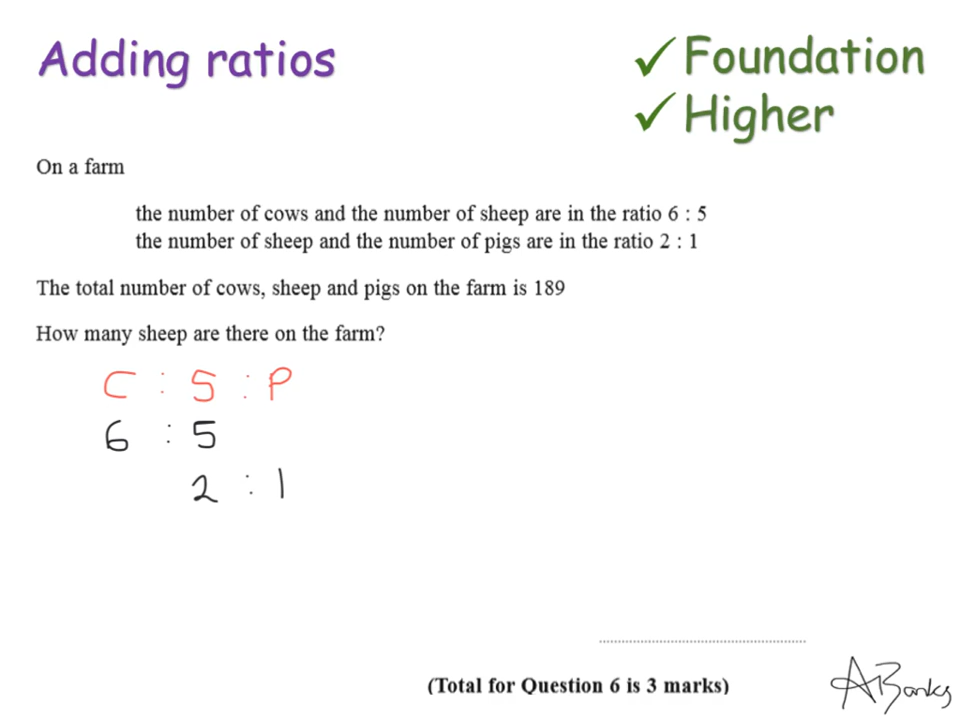 Adding ratios
✓ Foundation
✓ Higher
On a farm
the number of cows and the number of sheep are in the ratio 6 : 5
the number of sheep and the number of pigs are in the ratio 2 : 1
The total number of cows, sheep and pigs on the farm is 189
How many sheep are there on the farm?
C : S : P
6 : 5
2 : 1
(Total for Question 6 is 3 marks)
ABanks